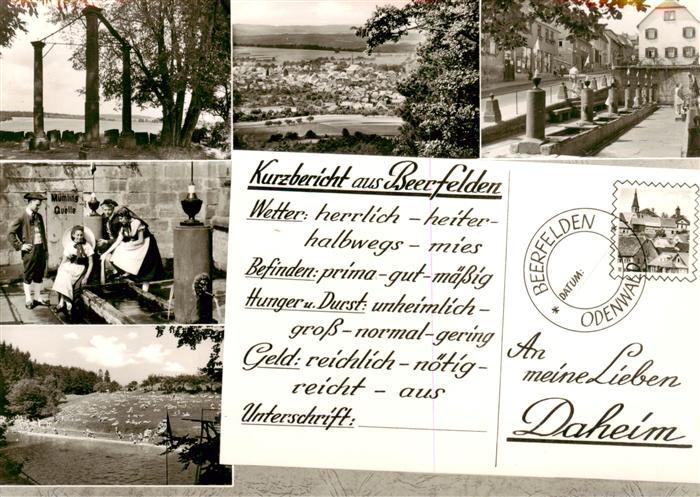 Mümling
Quelle
Kurzbericht aus Beerfelden
Wetter: herrlich - heiter-
halbwegs - mies
Befinden: prima-gut-mäßig
Hunger u. Durst: unheimlich-
groß-normal-gering
Geld: reichlich-nötig-
reicht - aus
Unterschrift:
BEERFELDEN
DATUM:
* ODENWALD
An
meine Lieben
Daheim